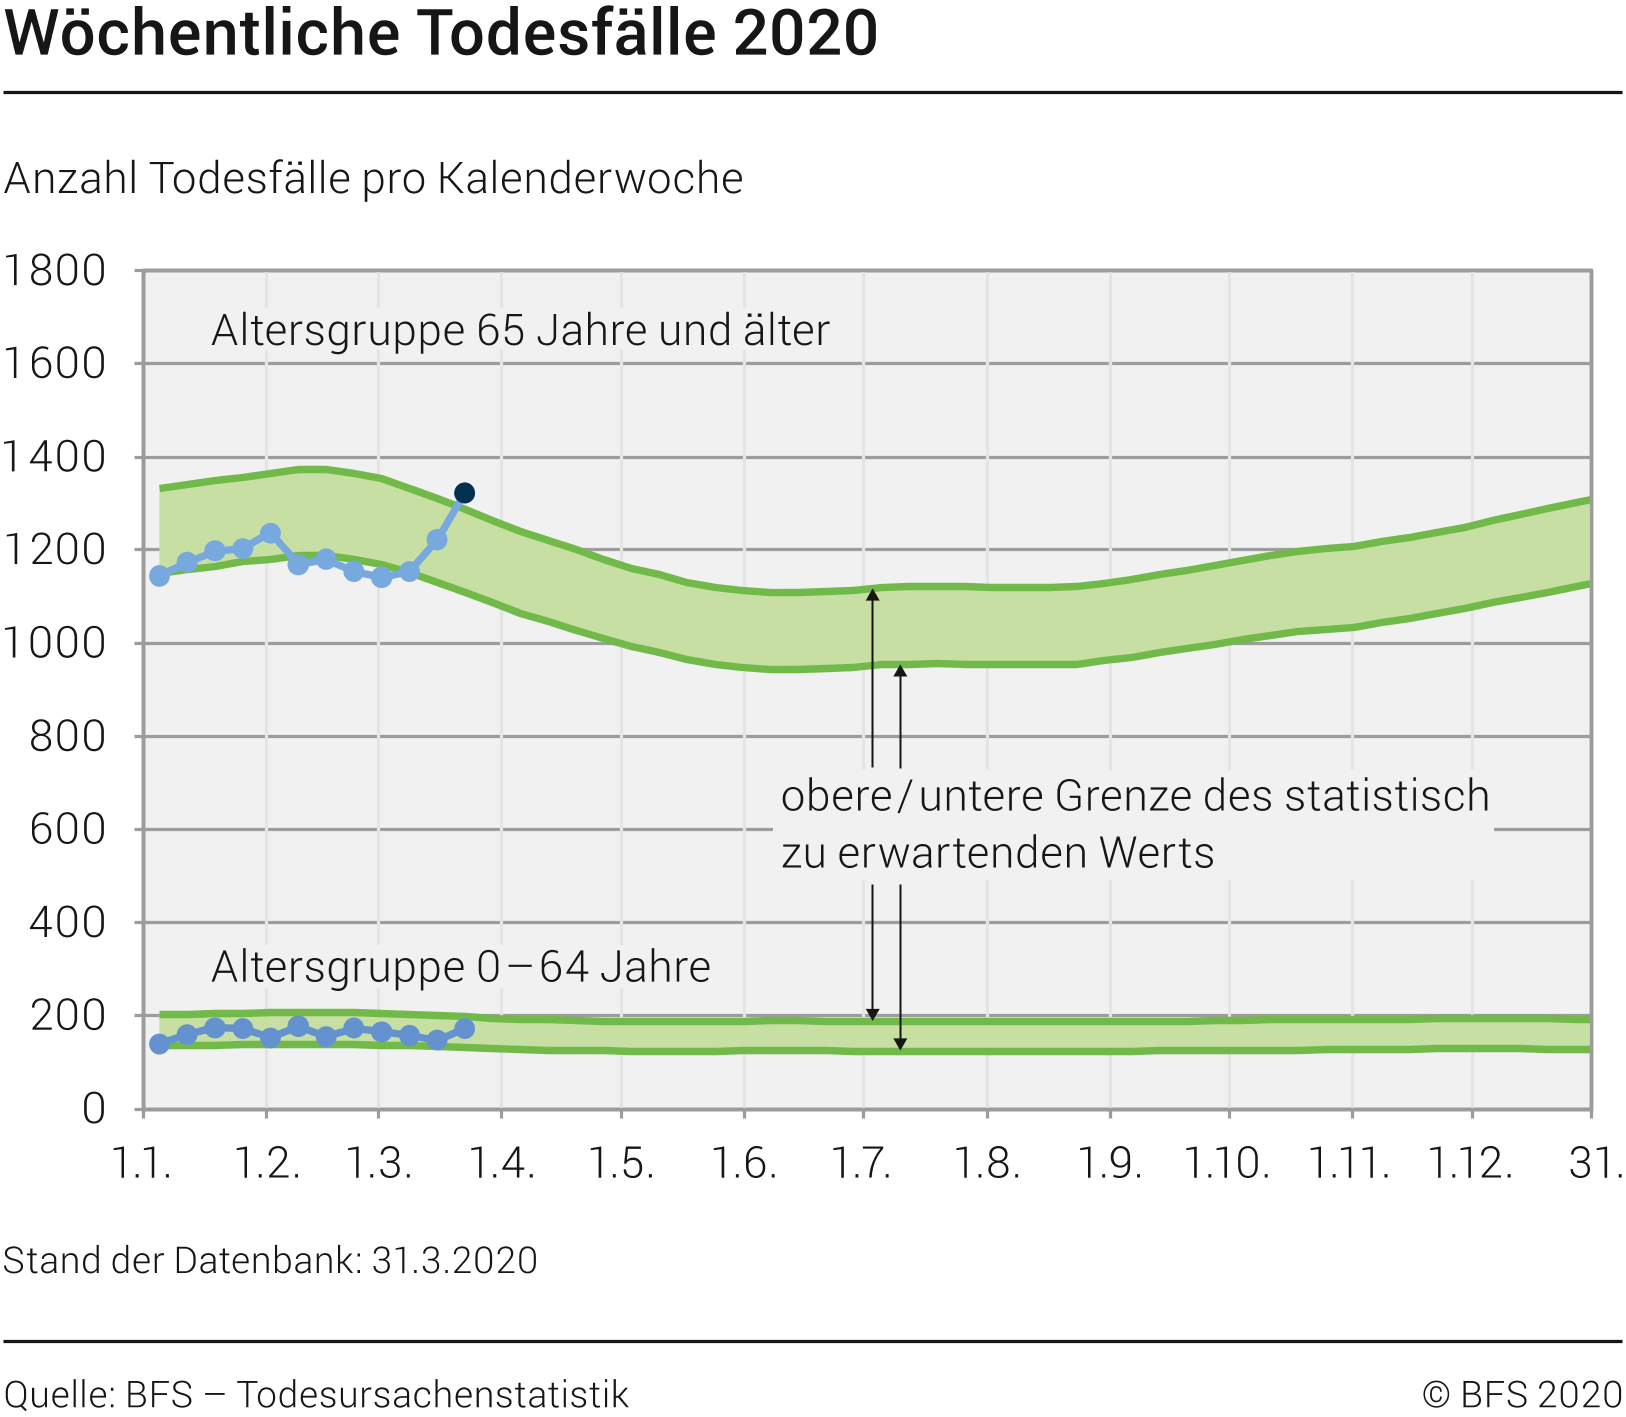 Wöchentliche Todesfälle 2020
Anzahl Todesfälle pro Kalenderwoche
1800
Altersgruppe 65 Jahre und älter
1600
1400
1200
1000
800
obere/untere Grenze des statistisch
600
zu erwartenden Werts
400
Altersgruppe 0–64 Jahre
200
0
1.1. 1.2. 1.3. 1.4. 1.5. 1.6. 1.7. 1.8. 1.9. 1.10. 1.11. 1.12. 31.
Stand der Datenbank: 31.3.2020
Quelle: BFS – Todesursachenstatistik © BFS 2020